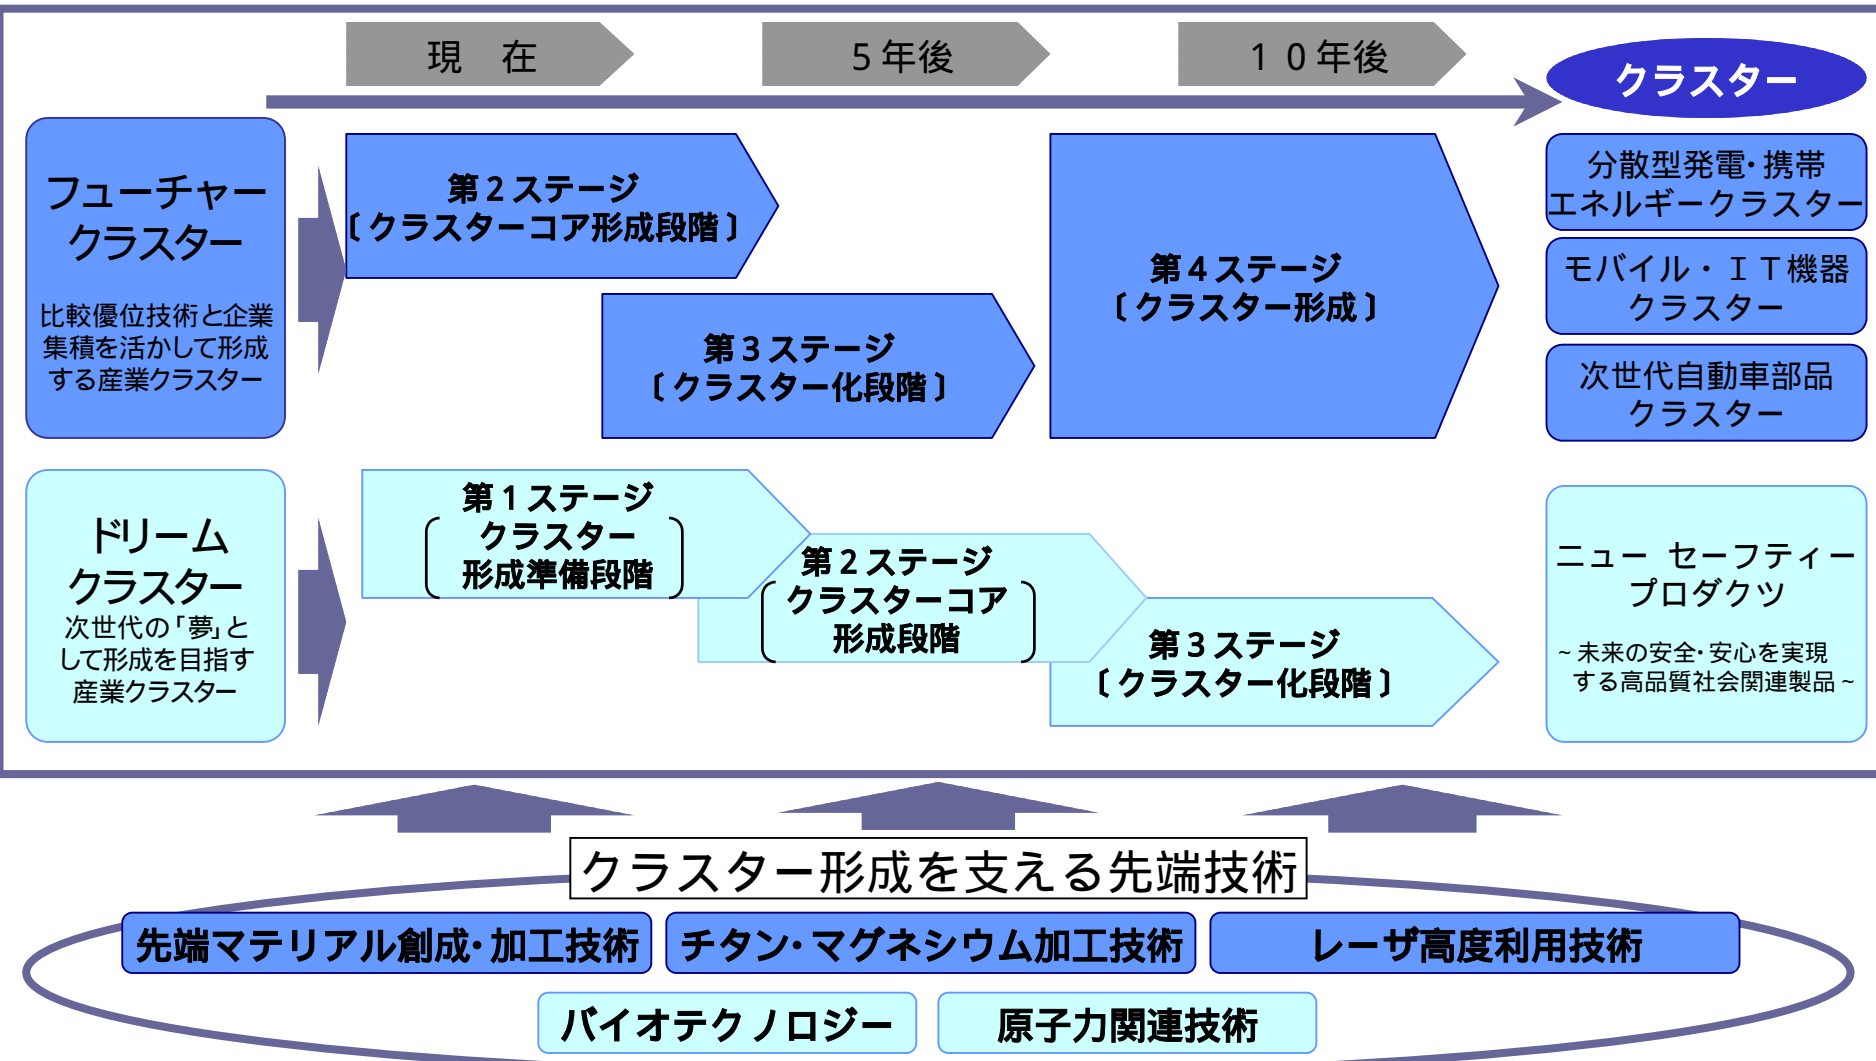 現　在
5年後
１０年後
クラスター
フューチャー
クラスター
比較優位技術と企業
集積を活かして形成
する産業クラスター
第2ステージ
〔クラスターコア形成段階〕
第3ステージ
〔クラスター化段階〕
第4ステージ
〔クラスター形成〕
分散型発電・携帯
エネルギークラスター
モバイル・ＩＴ機器
クラスター
次世代自動車部品
クラスター
ドリーム
クラスター
次世代の「夢」と
して形成を目指す
産業クラスター
第1ステージ
クラスター
形成準備段階
第2ステージ
クラスターコア
形成段階
第3ステージ
〔クラスター化段階〕
ニュー セーフティー
プロダクツ
~未来の安全・安心を実現
する高品質社会関連製品~
クラスター形成を支える先端技術
先端マテリアル創成・加工技術
チタン・マグネシウム加工技術
レーザ高度利用技術
バイオテクノロジー
原子力関連技術